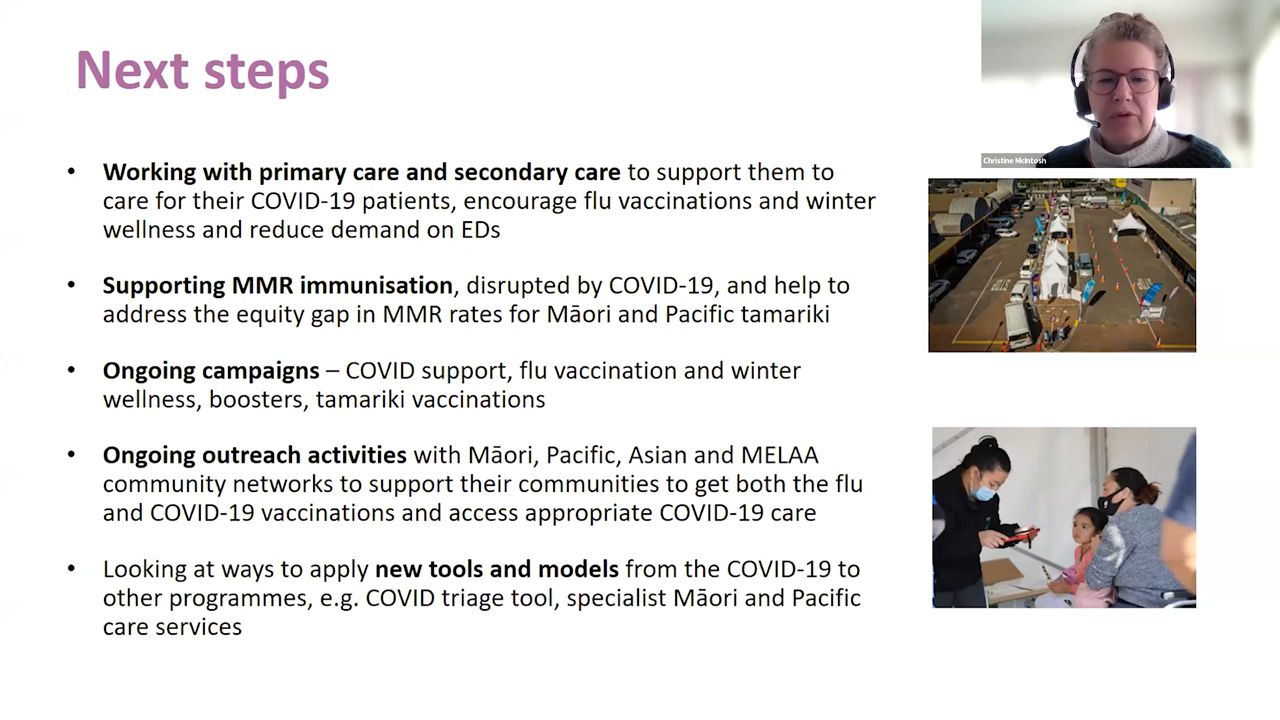 Next steps
Christine McIntosh
• Working with primary care and secondary care to support them to
care for their COVID-19 patients, encourage flu vaccinations and winter
wellness and reduce demand on EDs
• Supporting MMR immunisation, disrupted by COVID-19, and help to
address the equity gap in MMR rates for Māori and Pacific tamariki
• Ongoing campaigns – COVID support, flu vaccination and winter
wellness, boosters, tamariki vaccinations
• Ongoing outreach activities with Māori, Pacific, Asian and MELAA
community networks to support their communities to get both the flu
and COVID-19 vaccinations and access appropriate COVID-19 care
• Looking at ways to apply new tools and models from the COVID-19 to
other programmes, e.g. COVID triage tool, specialist Māori and Pacific
care services